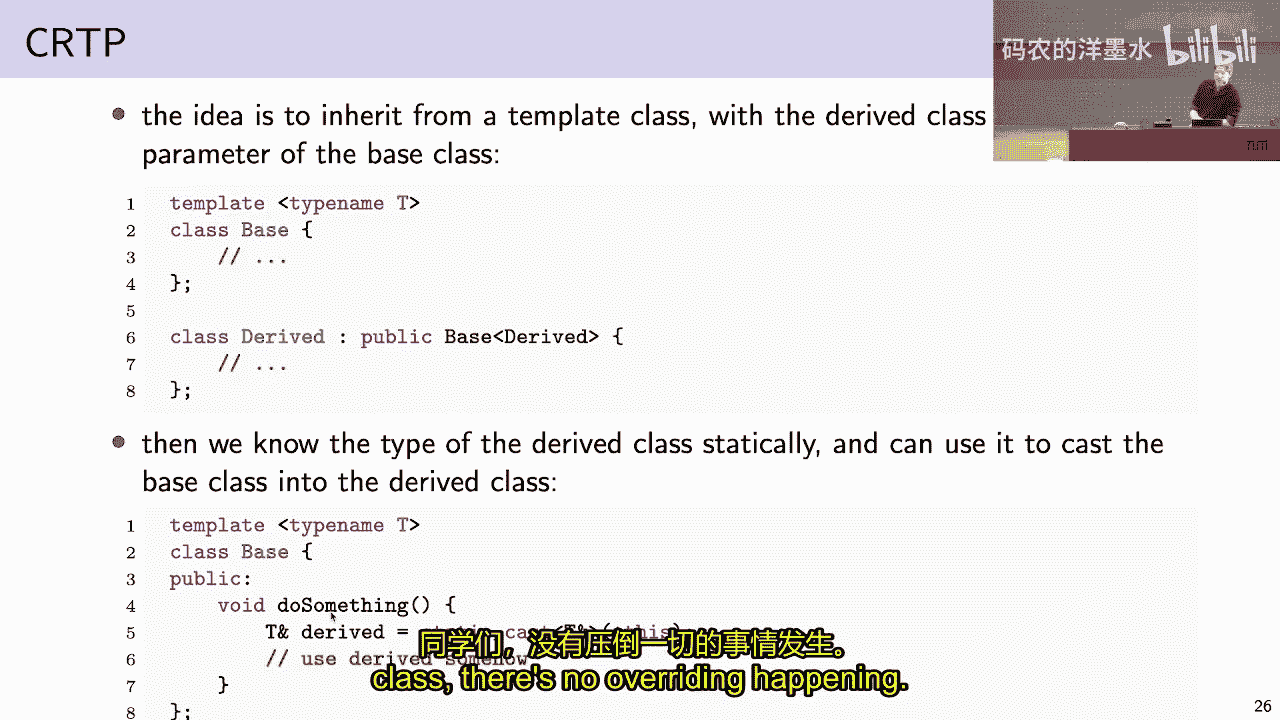 CRTP
码农的洋墨水 bilibili
the idea is to inherit from a template class, with the derived class
parameter of the base class:
1 template <typename T>
2 class Base {
3 // ...
4 };
5
6 class Derived : public Base<Derived> {
7 // ...
8 };
then we know the type of the derived class statically, and can use it to cast the
base class into the derived class:
1 template <typename T>
2 class Base {
3 public:
4 void doSomething() {
5 T& derived =
6 // use derived somehow
7 }
8 };
同学们，没有压倒一切的事情发生。
class, there's no overriding happening.
26